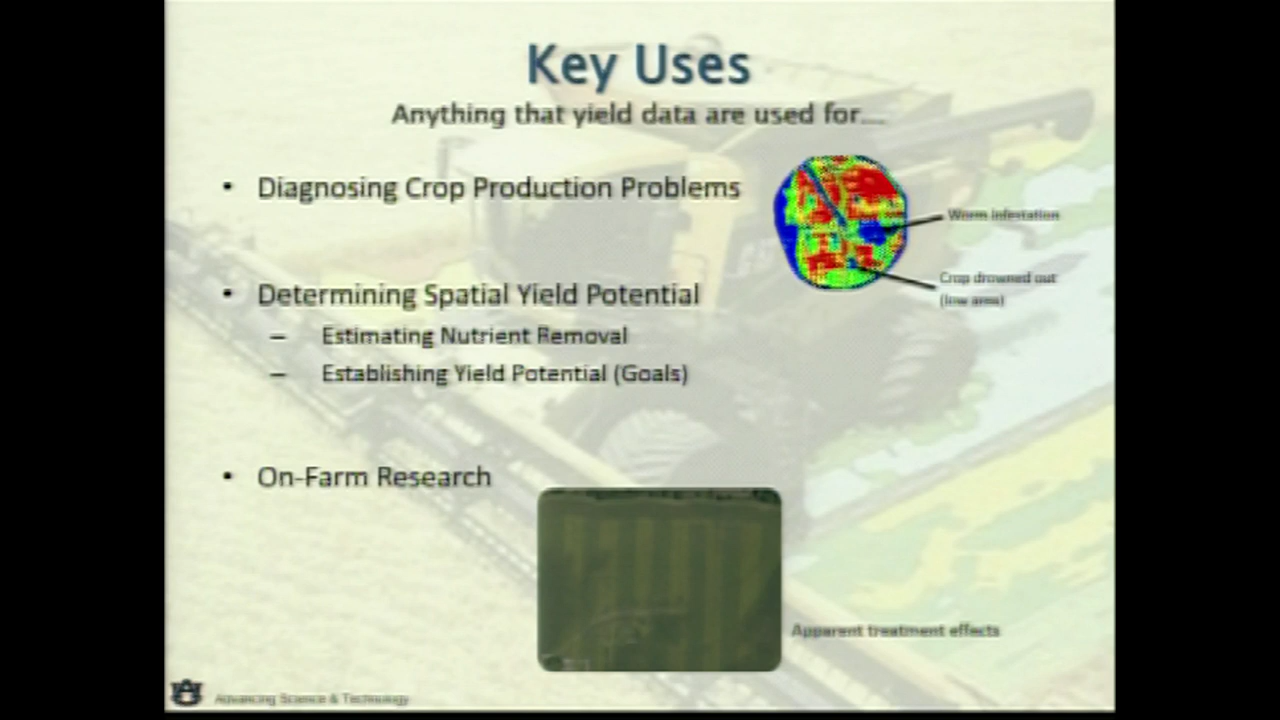 Key Uses
Anything that yield data are used for....
• Diagnosing Crop Production Problems
Worm infestation
Crop drowned out
(low area)
• Determining Spatial Yield Potential
– Estimating Nutrient Removal
– Establishing Yield Potential (Goals)
• On-Farm Research
Apparent treatment effects
Advancing Science & Technology